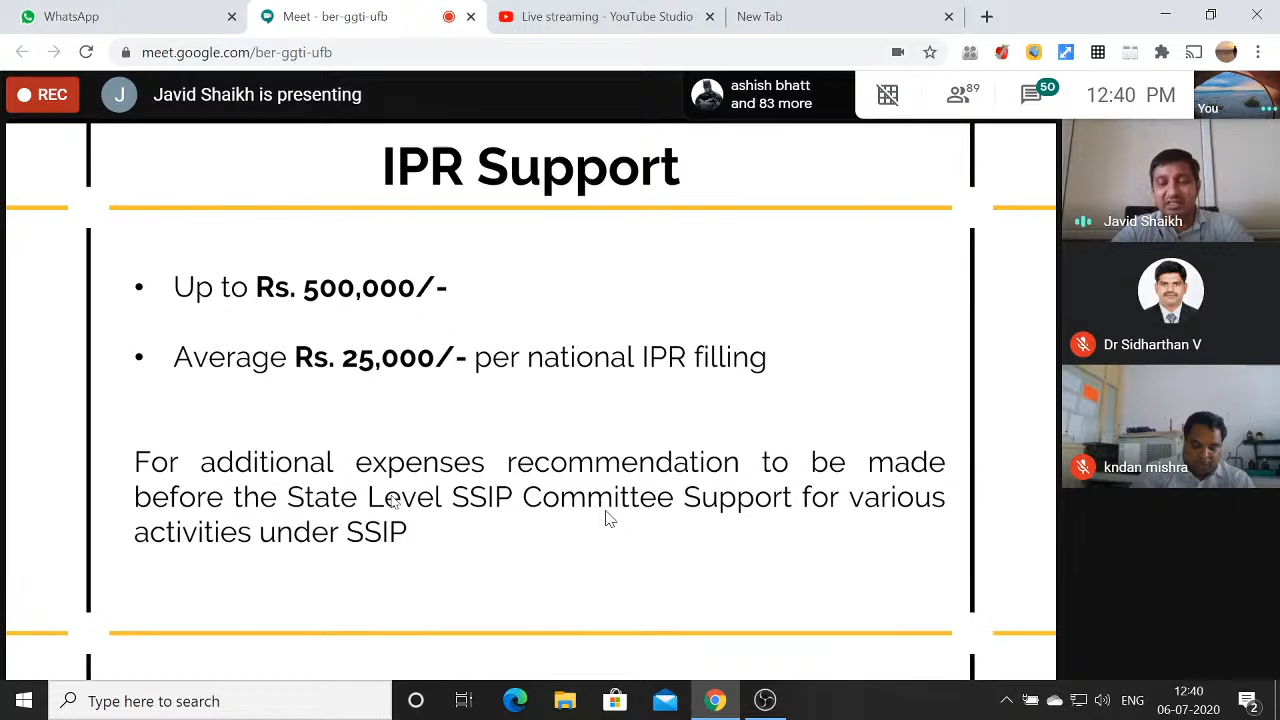 WhatsApp
Meet - ber-ggti-ufb
Live streaming - YouTube Studio
New Tab
meet.google.com/ber-ggti-ufb
REC
J
Javid Shaikh is presenting
ashish bhatt
and 83 more
89
50
12:40 PM
You
IPR Support
Javid Shaikh
• Up to Rs. 500,000/-
• Average Rs. 25,000/- per national IPR filling
Dr Sidharthan V
For additional expenses recommendation to be made
before the State Level SSIP Committee Support for various
activities under SSIP
kndan mishra
Type here to search
ENG
12:40
06-07-2020
2